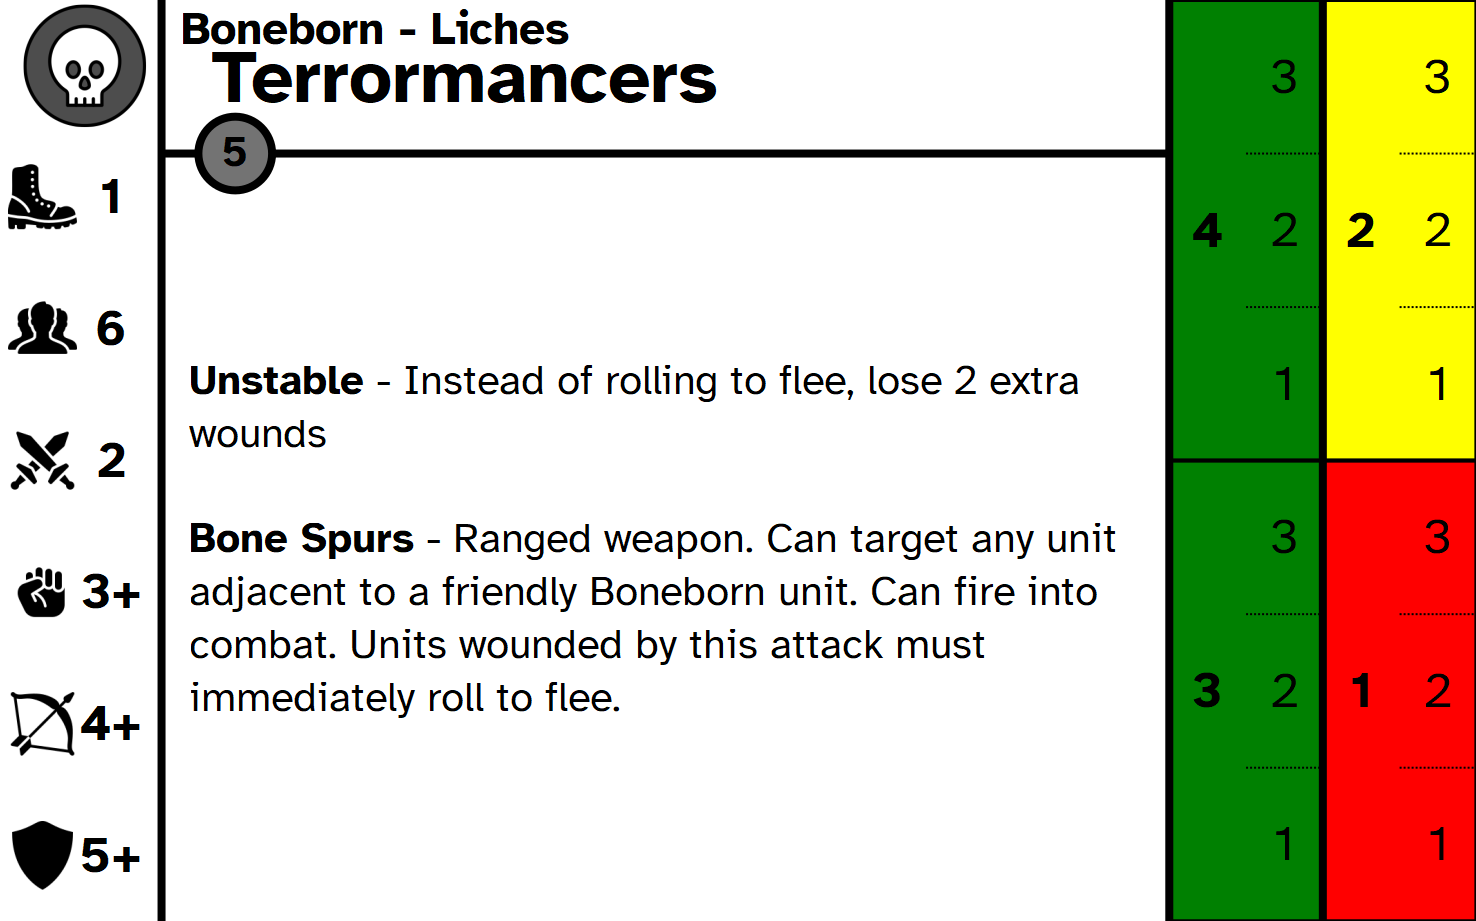 Boneborn - Liches
Terrormancers
5
1
6
2
3+
4+
5+
Unstable - Instead of rolling to flee, lose 2 extra
wounds
Bone Spurs - Ranged weapon. Can target any unit
adjacent to a friendly Boneborn unit. Can fire into
combat. Units wounded by this attack must
immediately roll to flee.
4
3
2
1
2
3
2
1
3
3
2
1
1
3
2
1